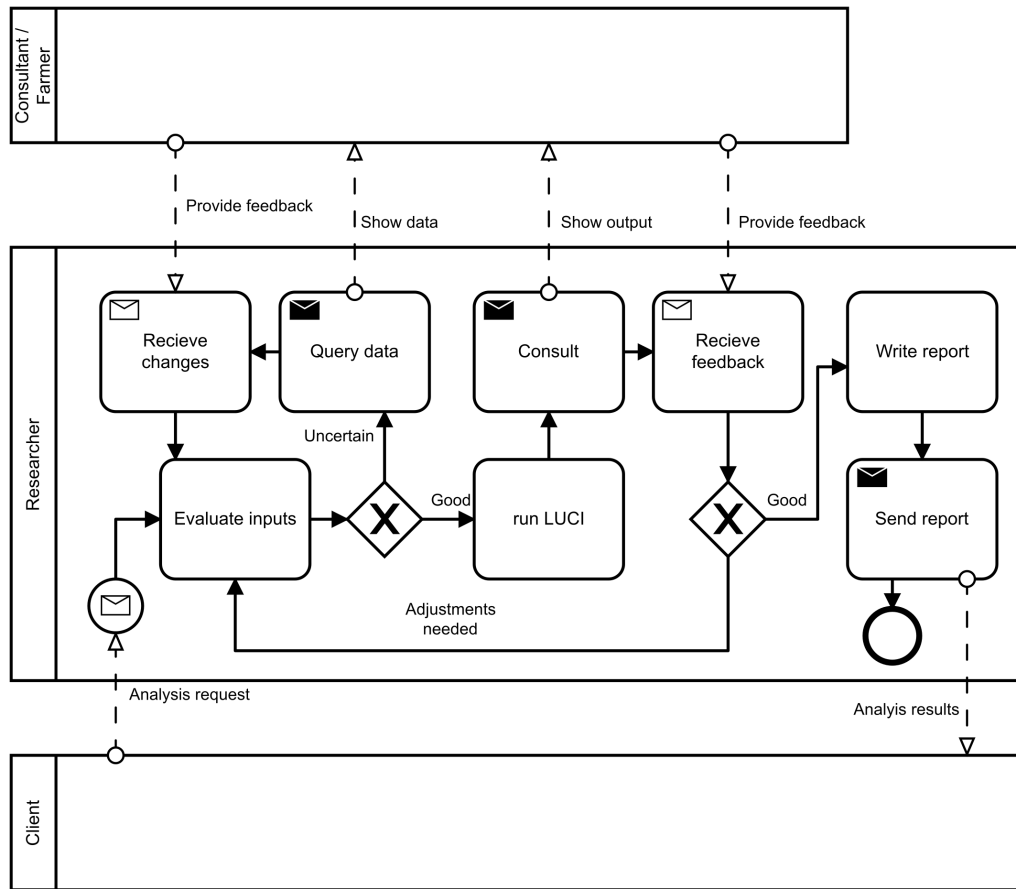 Consultant /
Farmer
Provide feedback
Show data
Show output
Provide feedback
Researcher
Recieve
changes
Query data
Consult
Recieve
feedback
Write report
Uncertain
Evaluate inputs
Good
run LUCI
Good
Send report
Adjustments
needed
Analysis request
Analyis results
Client